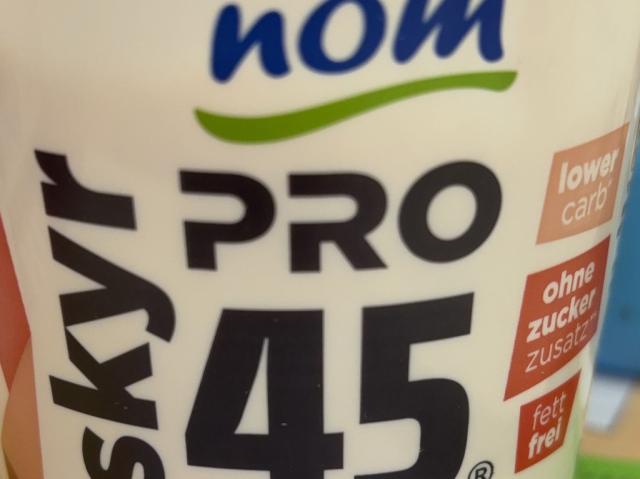 nöm
PRO
45®
skyr
lower
carb*
ohne
zucker
zusatz**
fett
frei